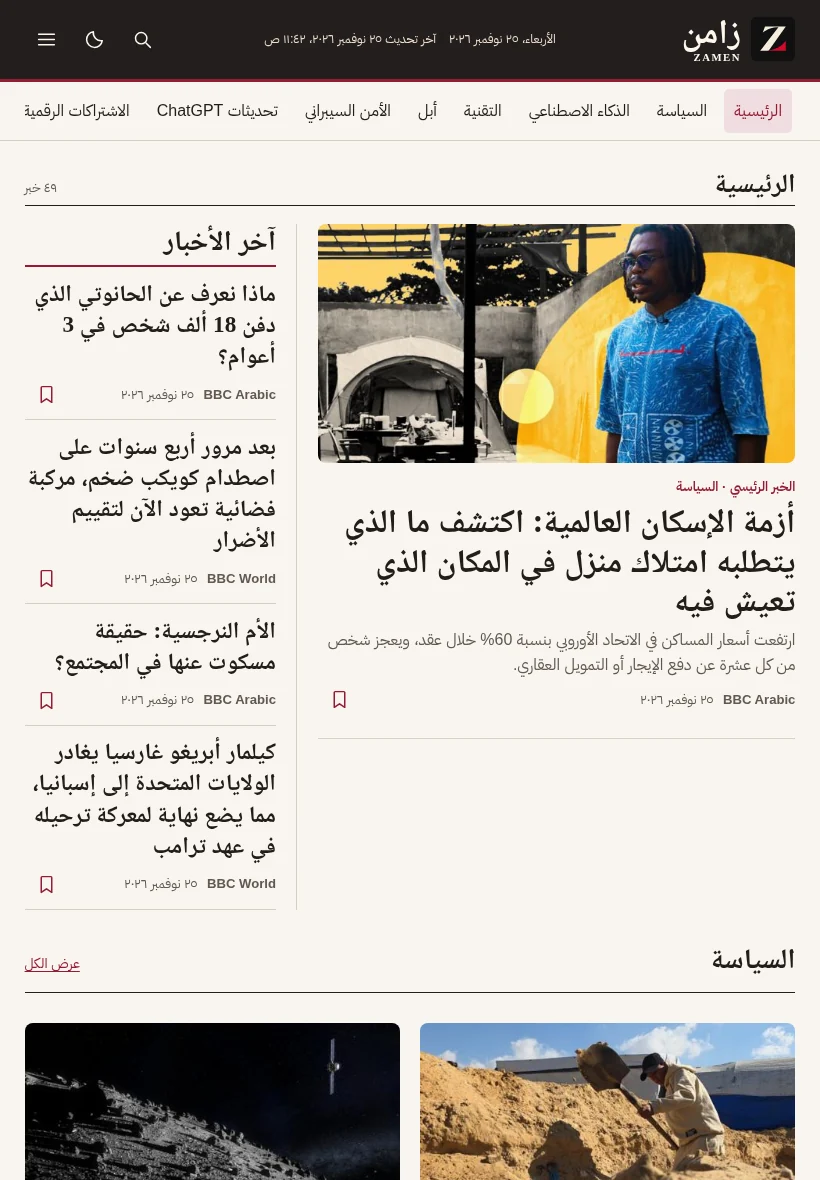 زامن
ZAMEN
الأربعاء، ٢٥ نوفمبر ٢٠٢٦ آخر تحديث ٢٥ نوفمبر ٢٠٢٦، ١١:٤٢ ص
الرئيسية السياسة الذكاء الاصطناعي التقنية أبل الأمن السيبراني تحديثات ChatGPT الاشتراكات الرقمية
الرئيسية
٤٩ خبر
الخبر الرئيسي · السياسة
أزمة الإسكان العالمية: اكتشف ما الذي
يتطلبه امتلاك منزل في المكان الذي
تعيش فيه
ارتفعت أسعار المساكن في الاتحاد الأوروبي بنسبة 60% خلال عقد، ويعجز شخص
من كل عشرة عن دفع الإيجار أو التمويل العقاري.
BBC Arabic ٢٥ نوفمبر ٢٠٢٦
آخر الأخبار
ماذا نعرف عن الحانوتي الذي
دفن 18 ألف شخص في 3
أعوام؟
BBC Arabic ٢٥ نوفمبر ٢٠٢٦
بعد مرور أربع سنوات على
اصطدام كويكب ضخم، مركبة
فضائية تعود الآن لتقييم
الأضرار
BBC World ٢٥ نوفمبر ٢٠٢٦
الأم النرجسية: حقيقة
مسكوت عنها في المجتمع؟
BBC Arabic ٢٥ نوفمبر ٢٠٢٦
كيلمار أبريغو غارسيا يغادر
الولايات المتحدة إلى إسبانيا،
مما يضع نهاية لمعركة ترحيله
في عهد ترامب
BBC World ٢٥ نوفمبر ٢٠٢٦
السياسة
عرض الكل